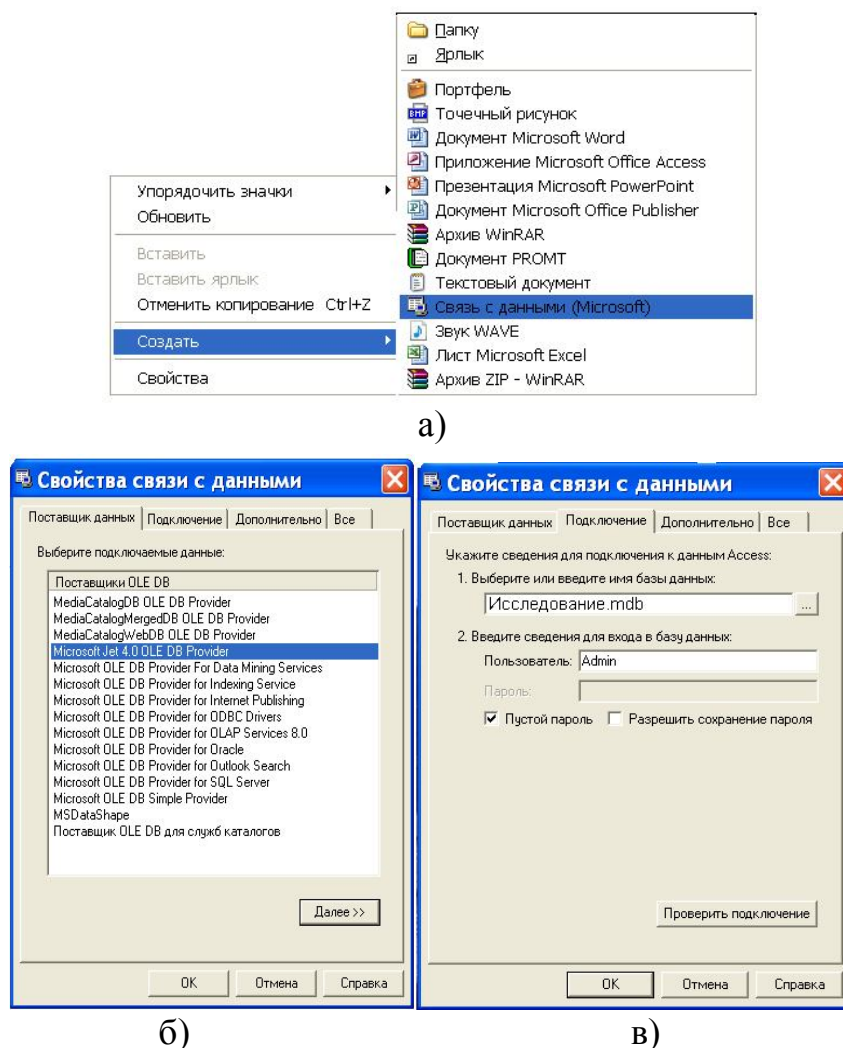 Папку
Ярлык
Портфель
Точечный рисунок
Документ Microsoft Word
Приложение Microsoft Office Access
Презентация Microsoft PowerPoint
Документ Microsoft Office Publisher
Архив WinRAR
Документ PROMT
Текстовый документ
Связь с данными (Microsoft)
Звук WAVE
Лист Microsoft Excel
Архив ZIP - WinRAR
Упорядочить значки
Обновить
Вставить
Вставить ярлык
Отменить копирование Ctrl+Z
Создать
Свойства
а)
Свойства связи с данными
Поставщик данных Подключение Дополнительно Все
Выберите подключаемые данные:
Поставщики OLE DB
MediaCatalogDB OLE DB Provider
MediaCatalogMergedDB OLE DB Provider
MediaCatalogWebDB OLE DB Provider
Microsoft Jet 4.0 OLE DB Provider
Microsoft OLE DB Provider For Data Mining Services
Microsoft OLE DB Provider for Indexing Service
Microsoft OLE DB Provider for Internet Publishing
Microsoft OLE DB Provider for ODBC Drivers
Microsoft OLE DB Provider for OLAP Services 8.0
Microsoft OLE DB Provider for Oracle
Microsoft OLE DB Provider for Outlook Search
Microsoft OLE DB Provider for SQL Server
Microsoft OLE DB Simple Provider
MSDataShape
Поставщик OLE DB для служб каталогов
Далее >>
OK Отмена Справка
б)
Свойства связи с данными
Поставщик данных Подключение Дополнительно Все
Укажите сведения для подключения к данным Access:
1. Выберите или введите имя базы данных:
Исследование.mdb ...
2. Введите сведения для входа в базу данных:
Пользователь: Admin
Пароль:
Пустой пароль Разрешить сохранение пароля
Проверить подключение
OK Отмена Справка
в)